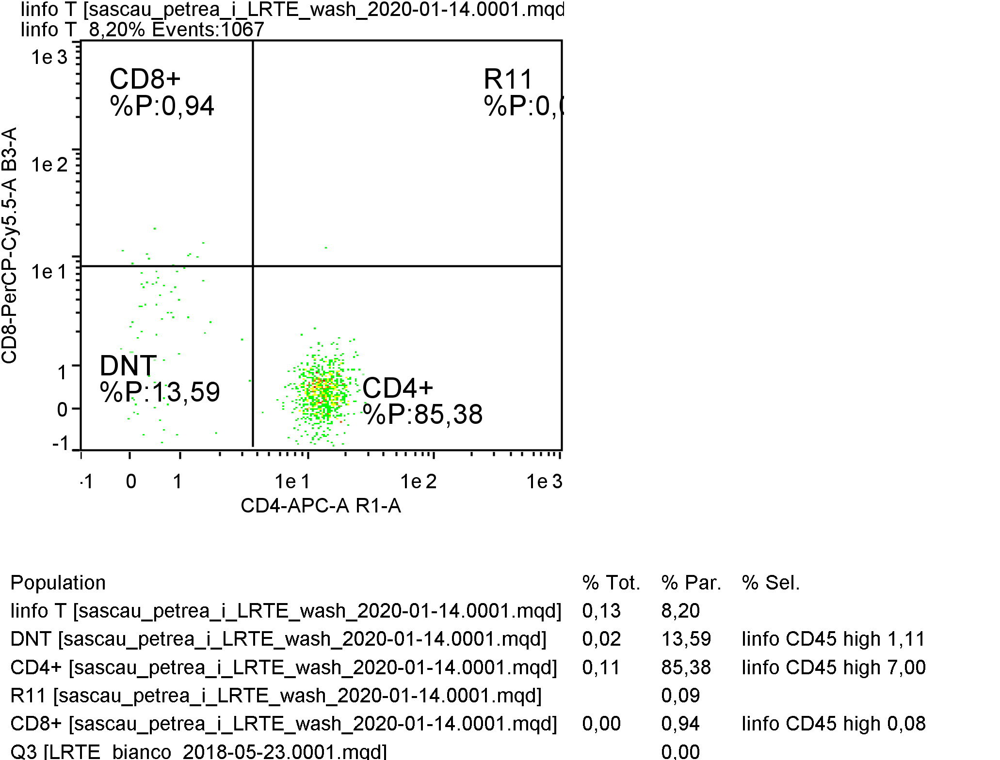 linfo T [sascau_petrea_i_LRTE_wash_2020-01-14.0001.mqd
linfo T 8,20% Events:1067
CD8+
%P:0,94
R11
%P:0,0
1e 3
1e 2
1e 1
1
0
-1
CD8-PerCP-Cy5.5-A B3-A
DNT
%P:13,59
CD4+
%P:85,38
-1 0 1 1e 1 1e 2 1e 3
CD4-APC-A R1-A
Population % Tot. % Par. % Sel.
linfo T [sascau_petrea_i_LRTE_wash_2020-01-14.0001.mqd] 0,13 8,20
DNT [sascau_petrea_i_LRTE_wash_2020-01-14.0001.mqd] 0,02 13,59 linfo CD45 high 1,11
CD4+ [sascau_petrea_i_LRTE_wash_2020-01-14.0001.mqd] 0,11 85,38 linfo CD45 high 7,00
R11 [sascau_petrea_i_LRTE_wash_2020-01-14.0001.mqd] 0,09
CD8+ [sascau_petrea_i_LRTE_wash_2020-01-14.0001.mqd] 0,00 0,94 linfo CD45 high 0,08
Q3 [LRTE_bianco_2018-05-23.0001.mqd] 0,00